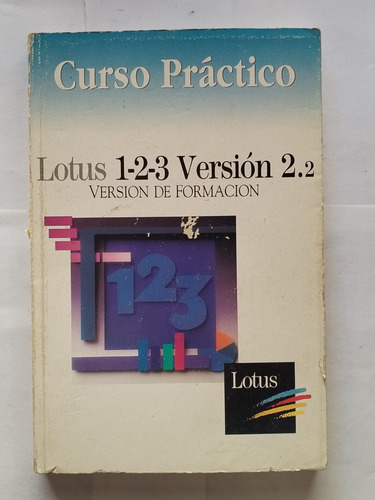 Curso Práctico
Lotus 1-2-3 Versión 2.2
VERSION DE FORMACION
123
Lotus